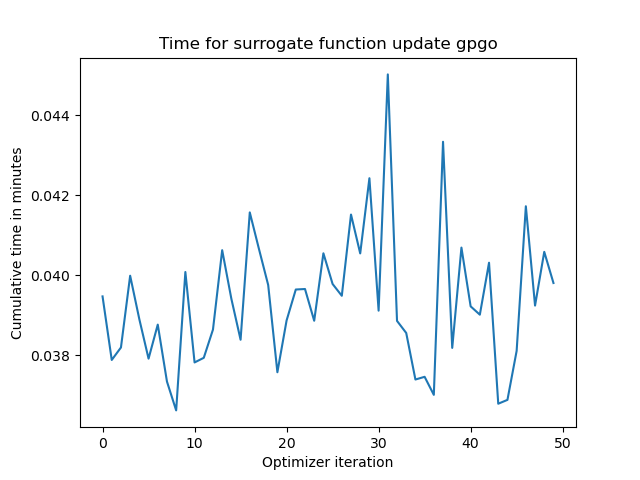 Time for surrogate function update gpgo
Cumulative time in minutes
0.044
0.042
0.040
0.038
0 10 20 30 40 50
Optimizer iteration